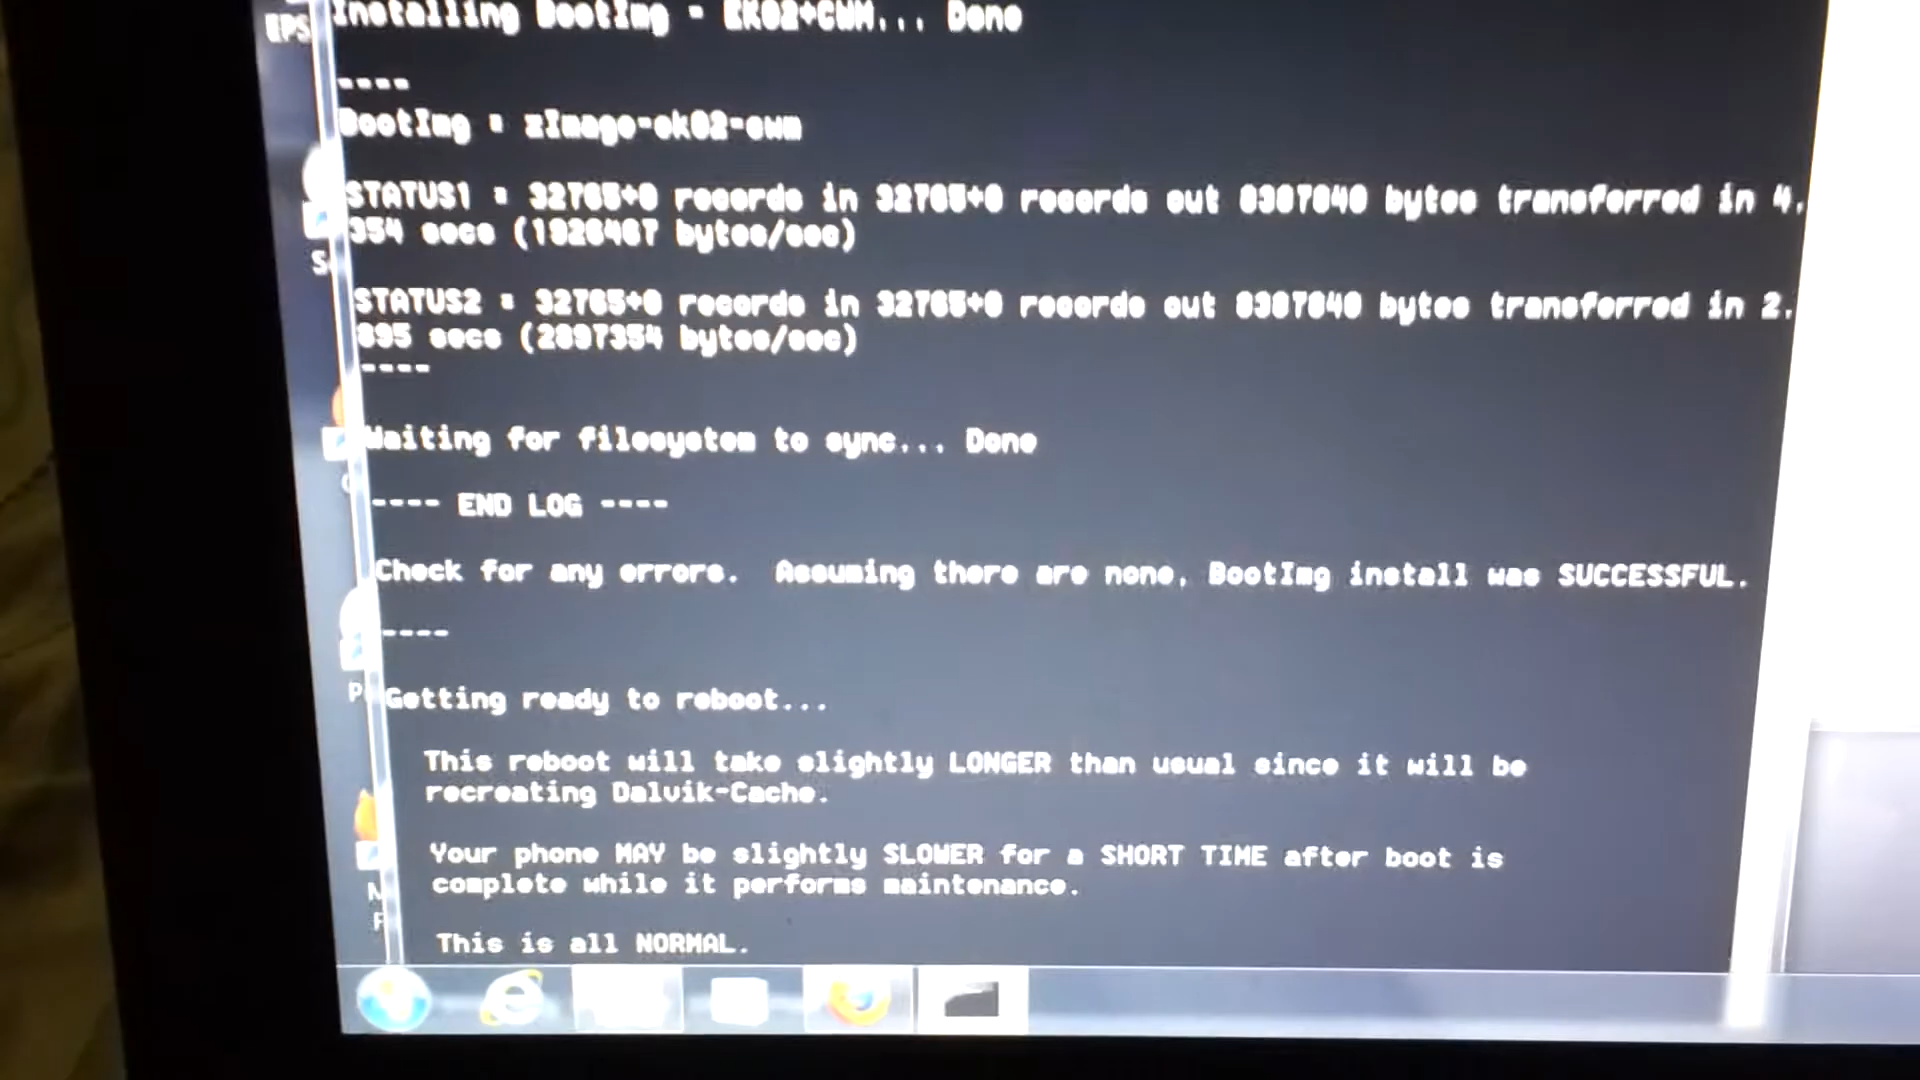 EPS
Installing BootImg - EK02+CWM... Done
----
BootImg = zImage-ek02-cwm
STATUS1 = 32765+0 records in 32765+0 records out 8387840 bytes transferred in 4.
354 secs (1926467 bytes/sec)
STATUS2 = 32765+0 records in 32765+0 records out 8387840 bytes transferred in 2.
895 secs (2897354 bytes/sec)
----
Waiting for filesystem to sync... Done
---- END LOG ----
Check for any errors.  Assuming there are none, BootImg install was SUCCESSFUL.
----
Getting ready to reboot...
This reboot will take slightly LONGER than usual since it will be
recreating Dalvik-Cache.
Your phone MAY be slightly SLOWER for a SHORT TIME after boot is
complete while it performs maintenance.
This is all NORMAL.